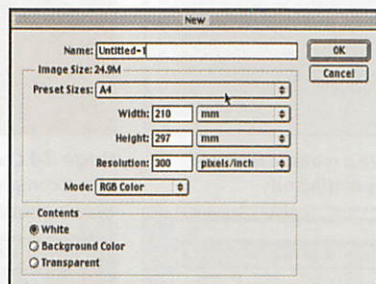 New
Name: Untitled-1
OK
Image Size: 24.9M
Cancel
Preset Sizes: A4
Width: 210 mm
Height: 297 mm
Resolution: 300 pixels/inch
Mode: RGB Color
Contents
White
Background Color
Transparent